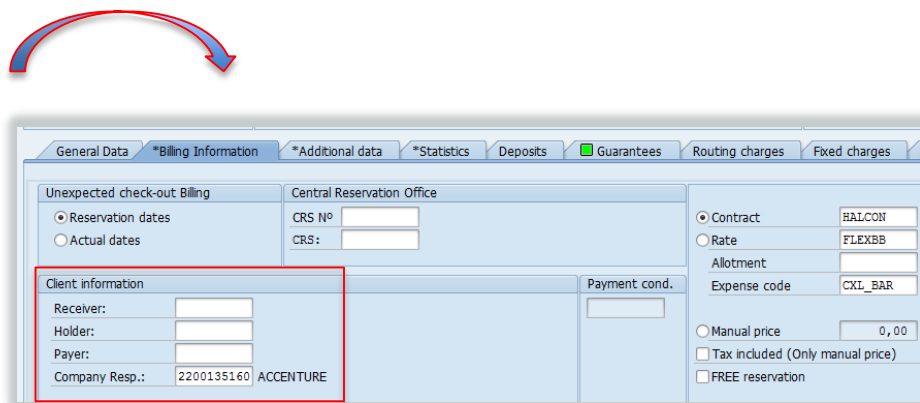 General Data *Billing Information *Additional data *Statistics Deposits Guarantees Routing charges Fixed charges
Unexpected check-out Billing
Reservation dates
Actual dates
Central Reservation Office
CRS Nº
CRS:
Contract HALCON
Rate FLEXBB
Allotment
Expense code CXL_BAR
Manual price 0,00
Tax included (Only manual price)
FREE reservation
Client information
Receiver:
Holder:
Payer:
Company Resp.: 2200135160 ACCENTURE
Payment cond.